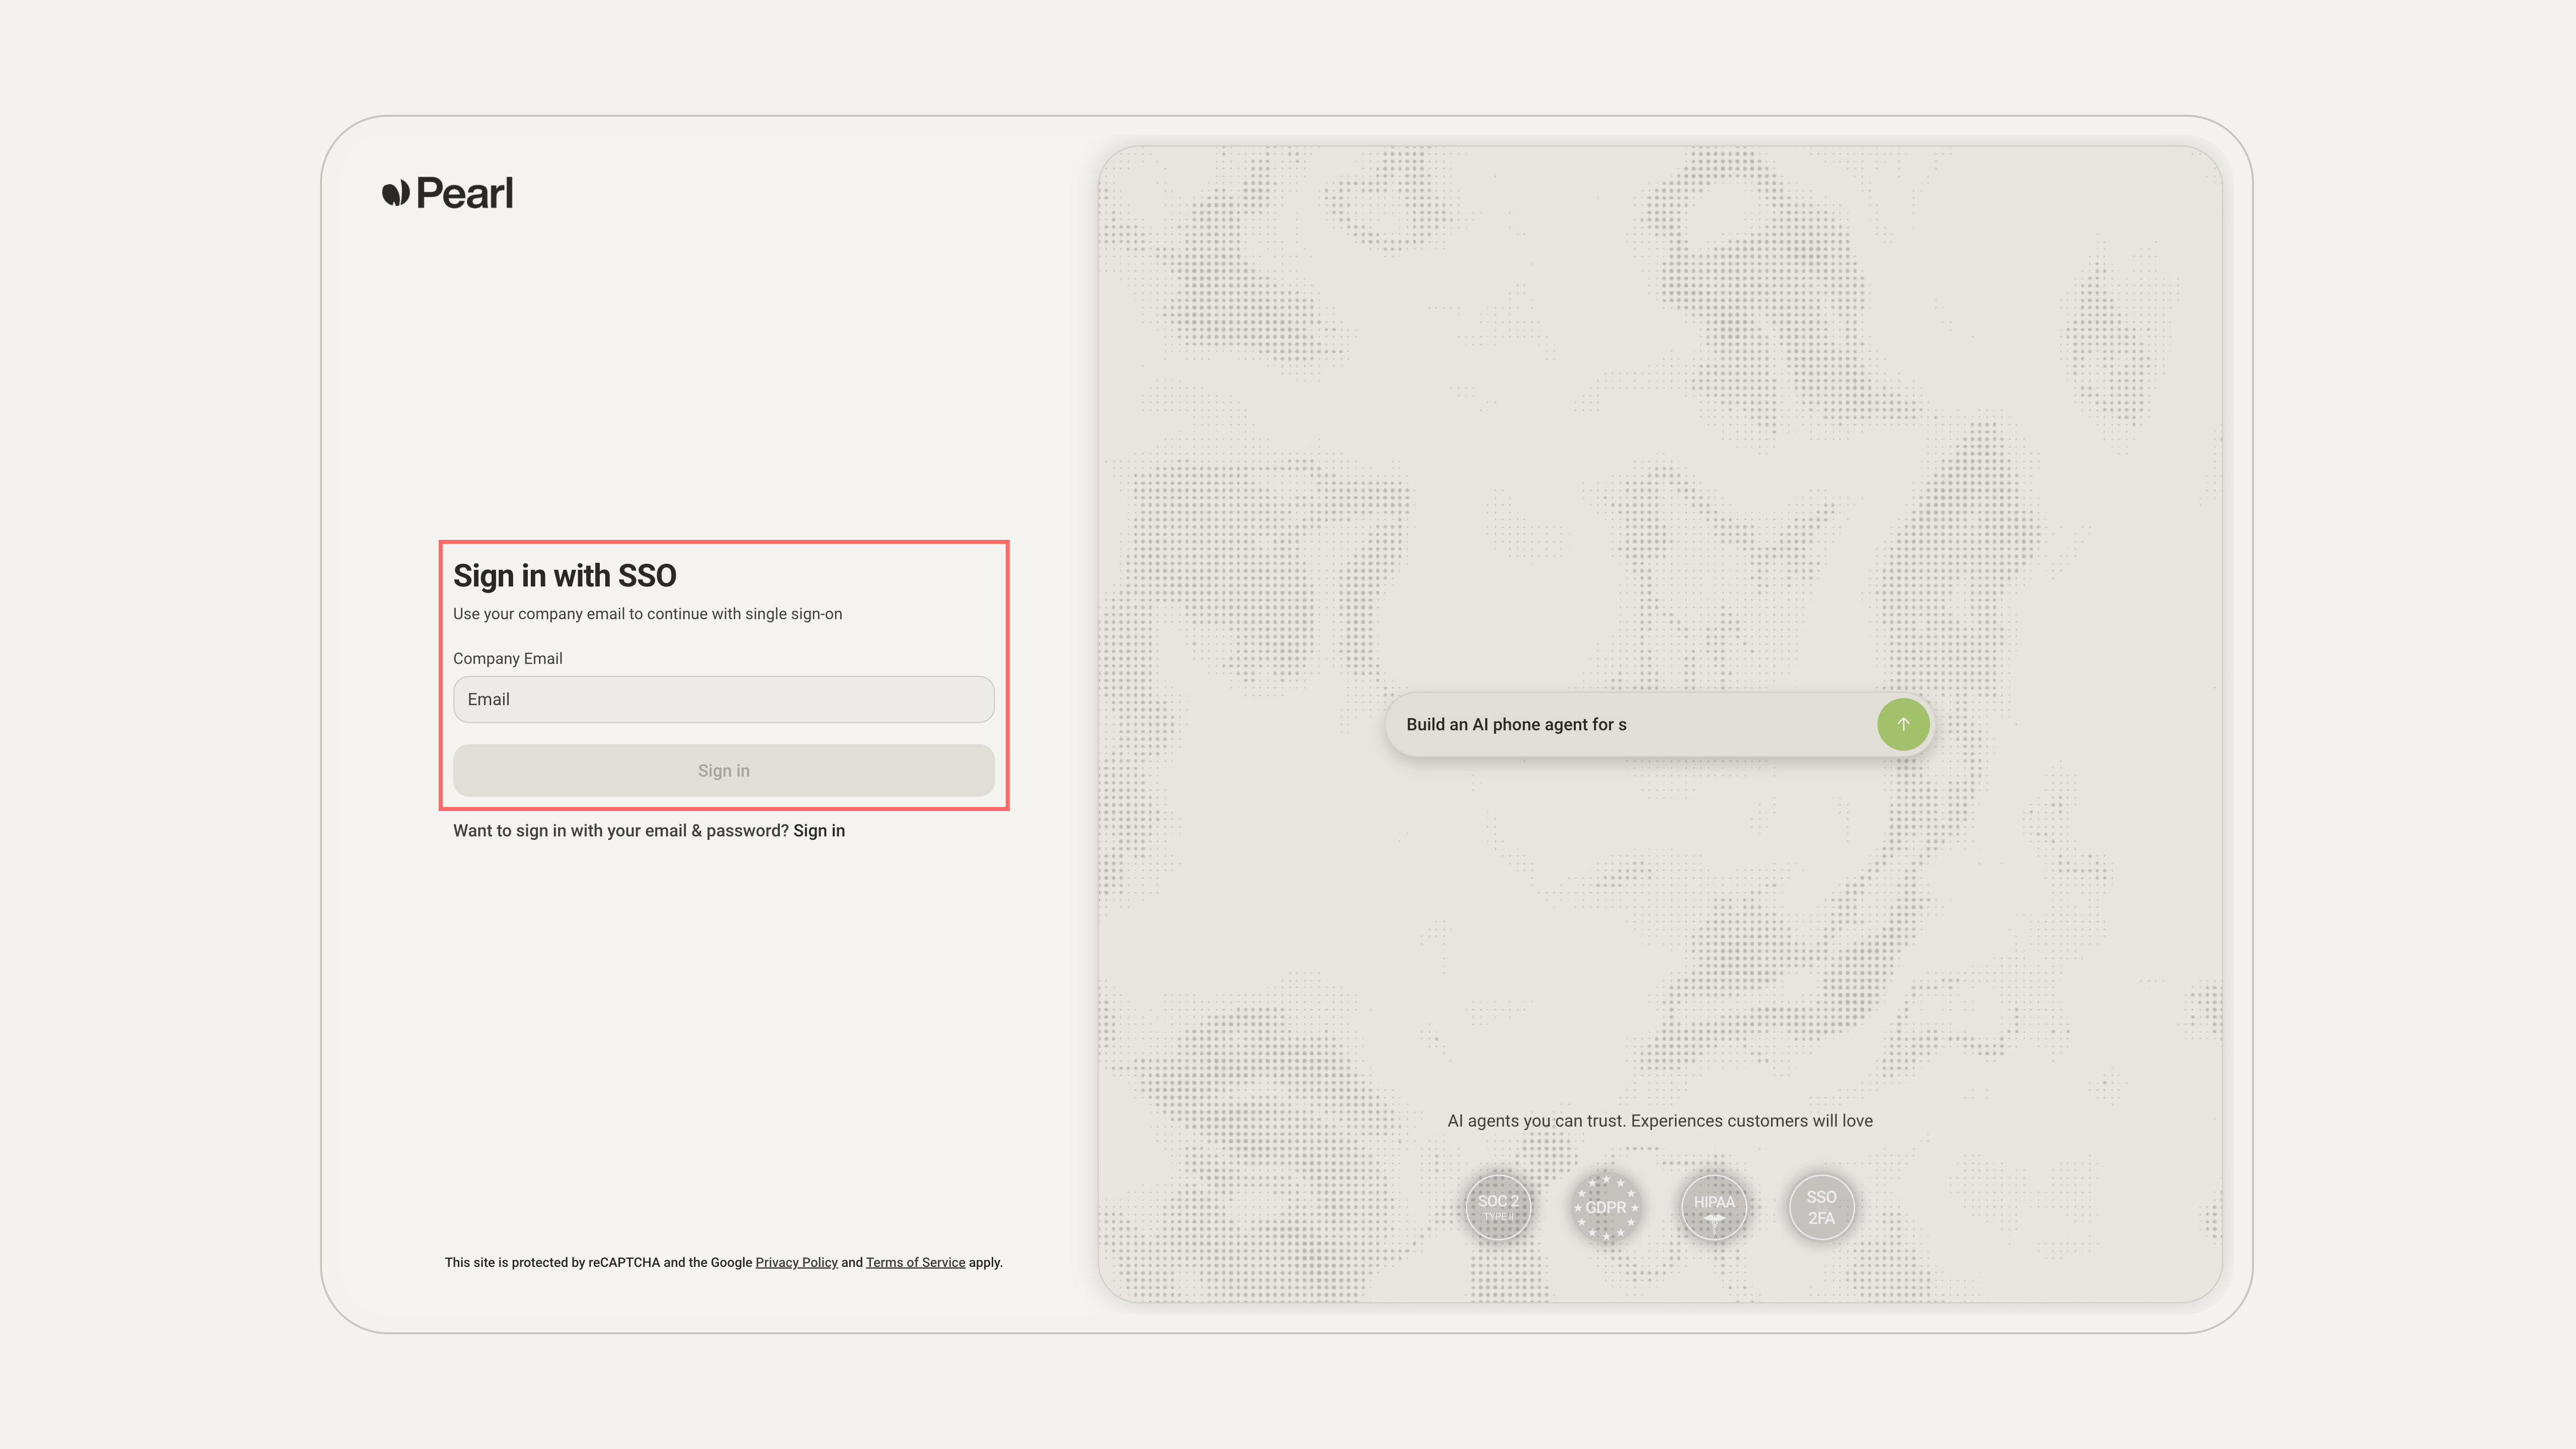 Pearl
Sign in with SSO
Use your company email to continue with single sign-on
Company Email
Email
Sign in
Want to sign in with your email & password? Sign in
This site is protected by reCAPTCHA and the Google Privacy Policy and Terms of Service apply.
Build an AI phone agent for s
AI agents you can trust. Experiences customers will love
SOC 2
TYPE II
GDPR
HIPAA
SSO
2FA